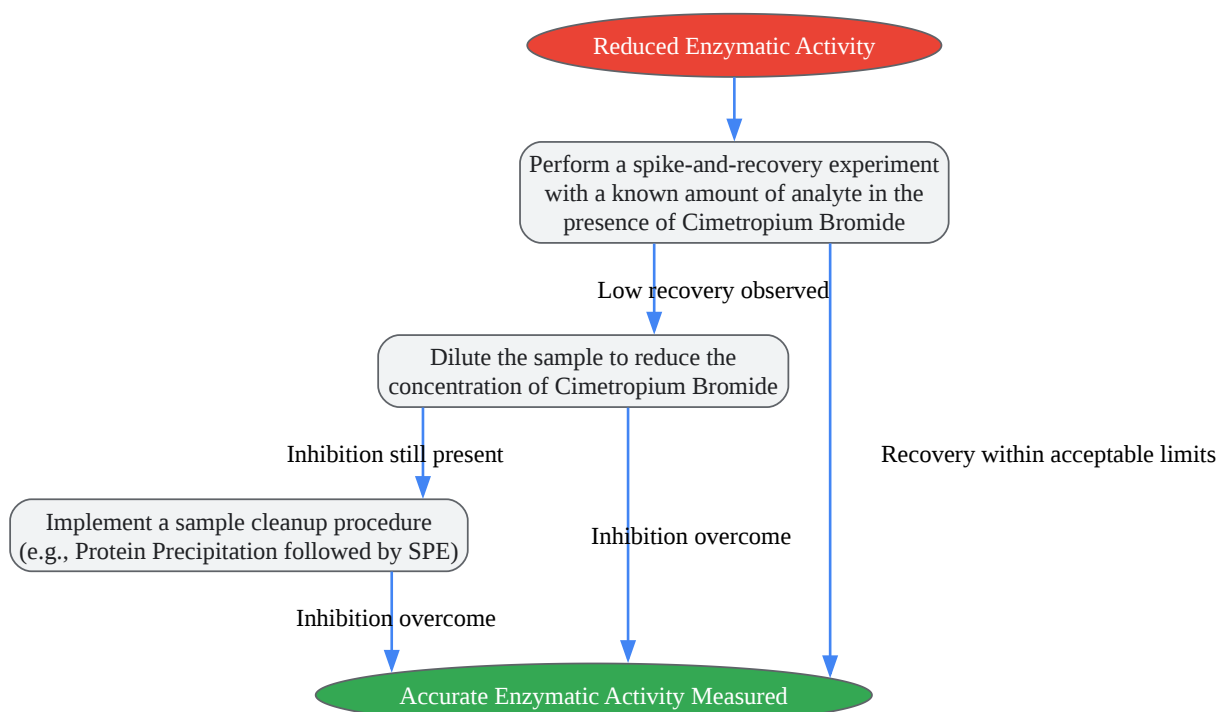 Reduced Enzymatic Activity
Perform a spike-and-recovery experiment
with a known amount of analyte in the
presence of Cimetropium Bromide
Low recovery observed
Dilute the sample to reduce the
concentration of Cimetropium Bromide
Inhibition still present
Recovery within acceptable limits
Implement a sample cleanup procedure
(e.g., Protein Precipitation followed by SPE)
Inhibition overcome
Inhibition overcome
Accurate Enzymatic Activity Measured